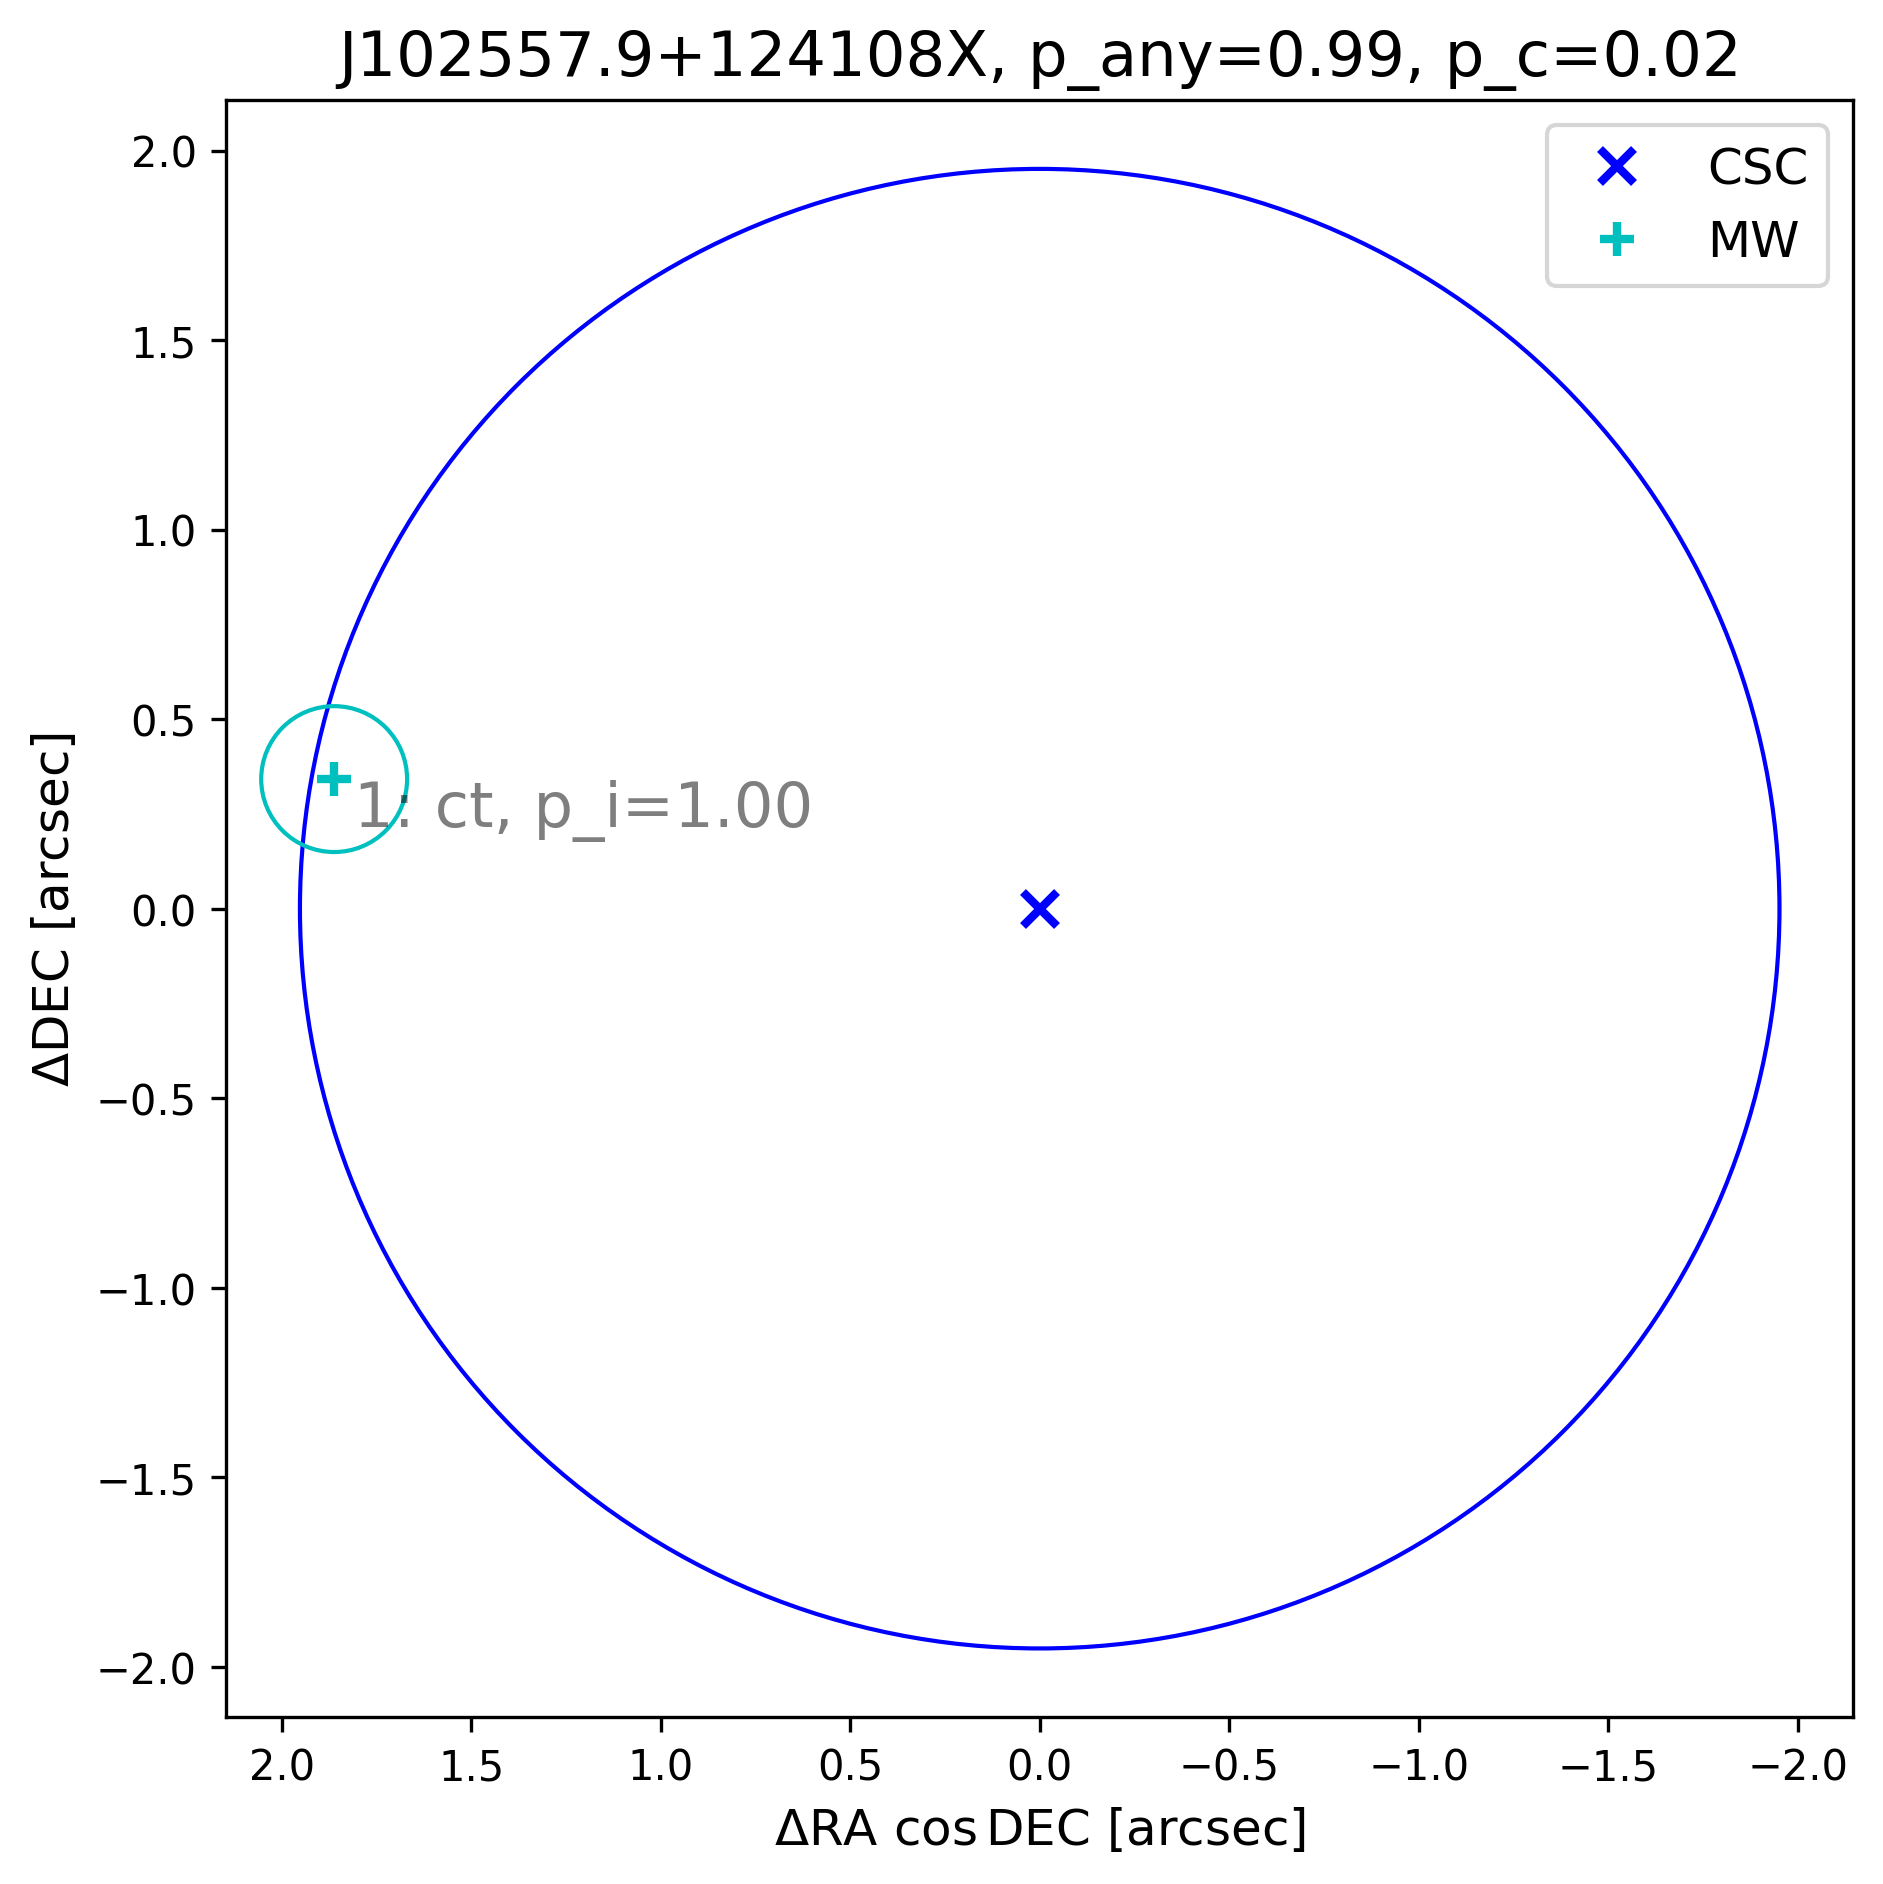 J102557.9+124108X, p_any=0.99, p_c=0.02
CSC
MW
2.0
1.5
1.0
0.5
0.0
−0.5
−1.0
−1.5
−2.0
ΔDEC [arcsec]
1: ct, p_i=1.00
2.0 1.5 1.0 0.5 0.0 −0.5 −1.0 −1.5 −2.0
ΔRA cos DEC [arcsec]